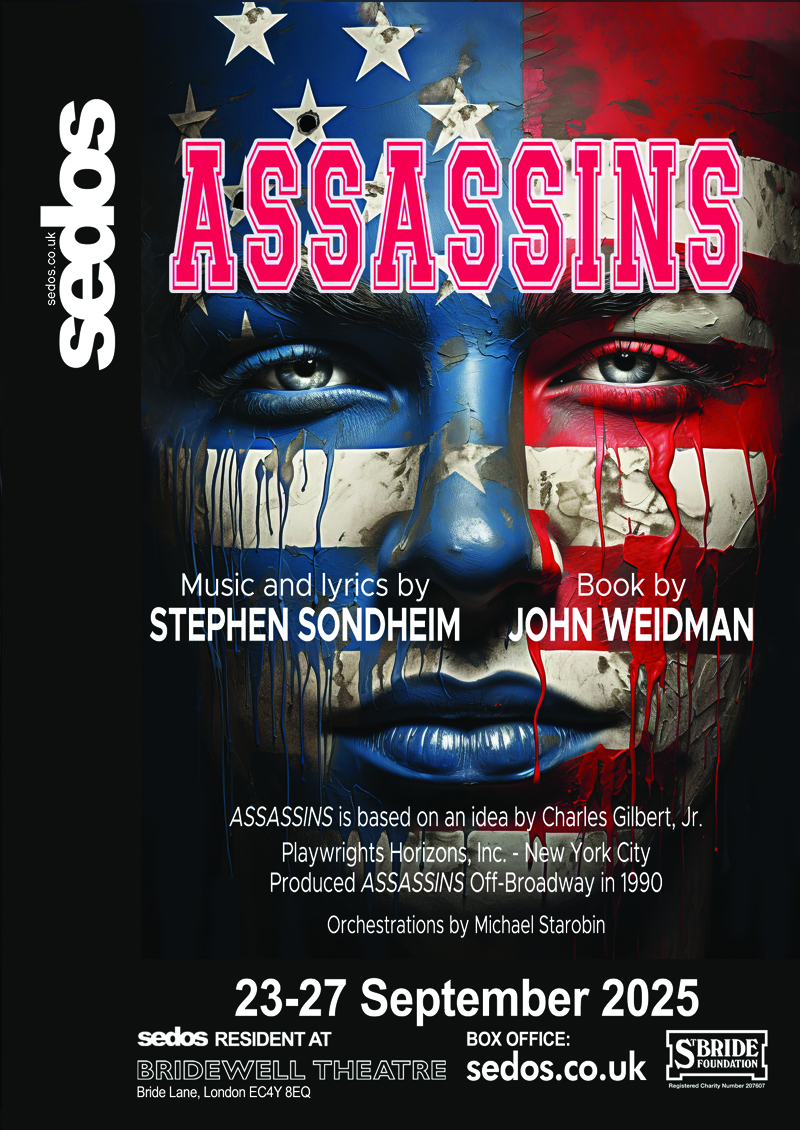 sedos
sedos.co.uk
ASSASSINS
Music and lyrics by
STEPHEN SONDHEIM
Book by
JOHN WEIDMAN
ASSASSINS is based on an idea by Charles Gilbert, Jr.
Playwrights Horizons, Inc. - New York City
Produced ASSASSINS Off-Broadway in 1990
Orchestrations by Michael Starobin
23-27 September 2025
sedos RESIDENT AT
BRIDEWELL THEATRE
Bride Lane, London EC4Y 8EQ
BOX OFFICE:
sedos.co.uk
ST BRIDE
FOUNDATION
Registered Charity Number 207607